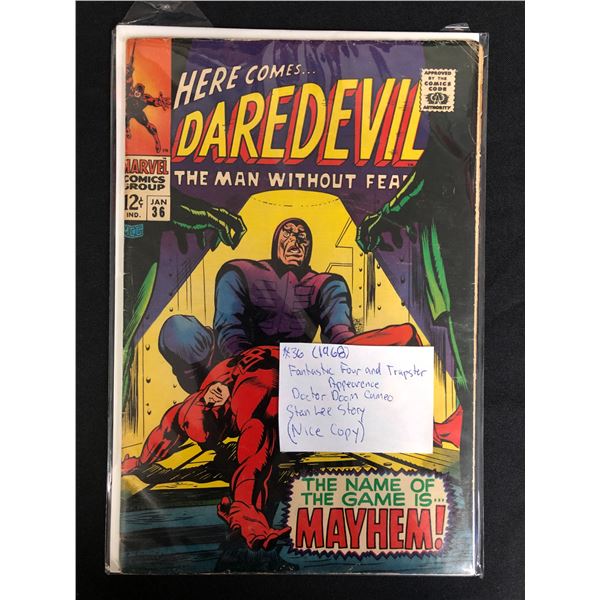 HERE COMES...
DAREDEVIL
THE MAN WITHOUT FEA
APPROVED
BY THE
COMICS
CODE
AUTHORITY
MARVEL
COMICS
GROUP
12¢
IND.
JAN
36
#36 (1968)
Fantastic Four and Trapster
Appearence
Doctor Doom Cameo
Stan Lee Story
(Nice Copy)
THE NAME OF
THE GAME IS...
MAYHEM!